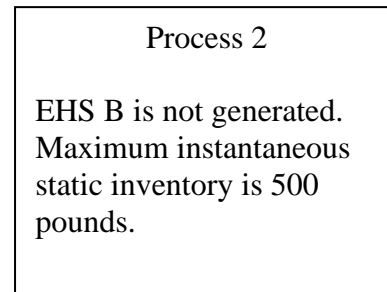 Process 2
EHS B is not generated.
Maximum instantaneous
static inventory is 500
pounds.